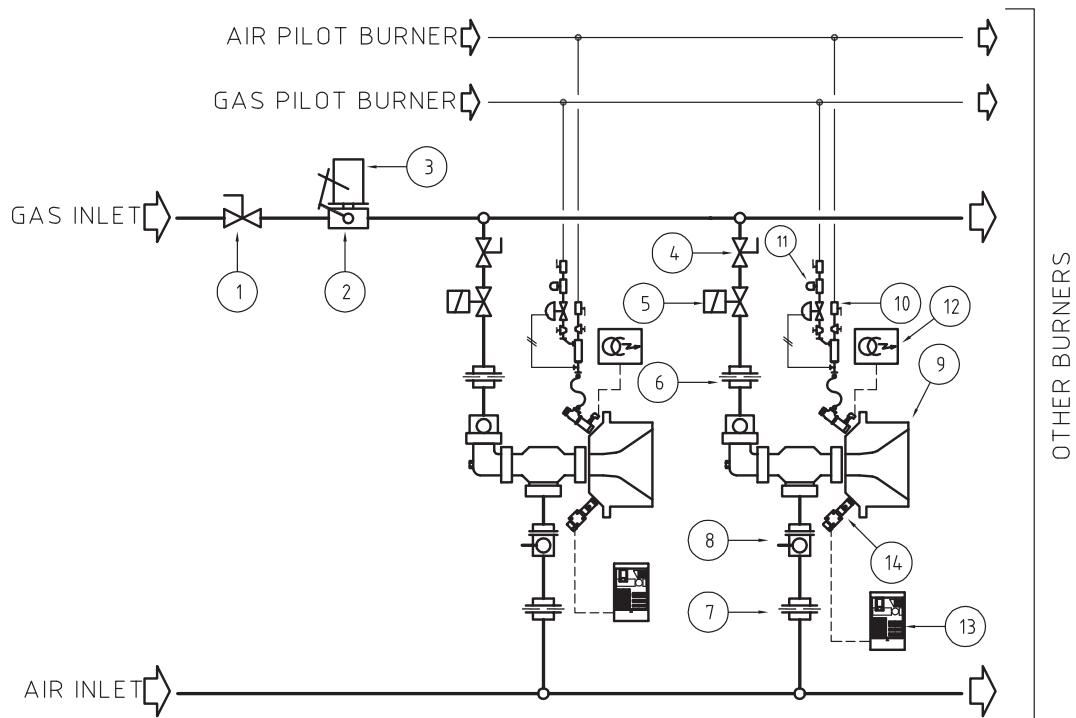 AIR PILOT BURNER
GAS PILOT BURNER
3
GAS INLET
1
2
4
11
5
10
12
6
9
OTHER BURNERS
8
14
7
13
AIR INLET